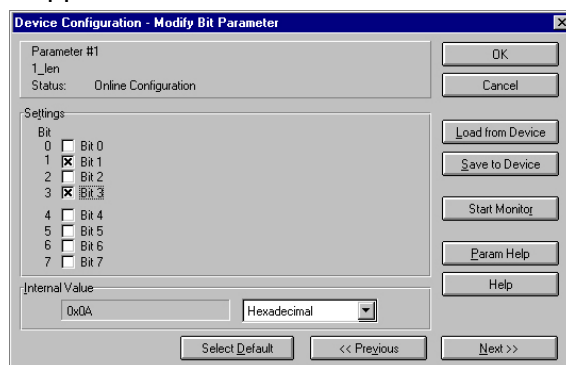 Device Configuration - Modify Bit Parameter
Parameter #1
1_len
Status: Online Configuration
OK
Cancel
Settings
Bit
0 Bit 0
1 Bit 1
2 Bit 2
3 Bit 3
4 Bit 4
5 Bit 5
6 Bit 6
7 Bit 7
Load from Device
Save to Device
Start Monitor
Param Help
Help
Internal Value
0x0A Hexadecimal
Select Default << Previous Next >>